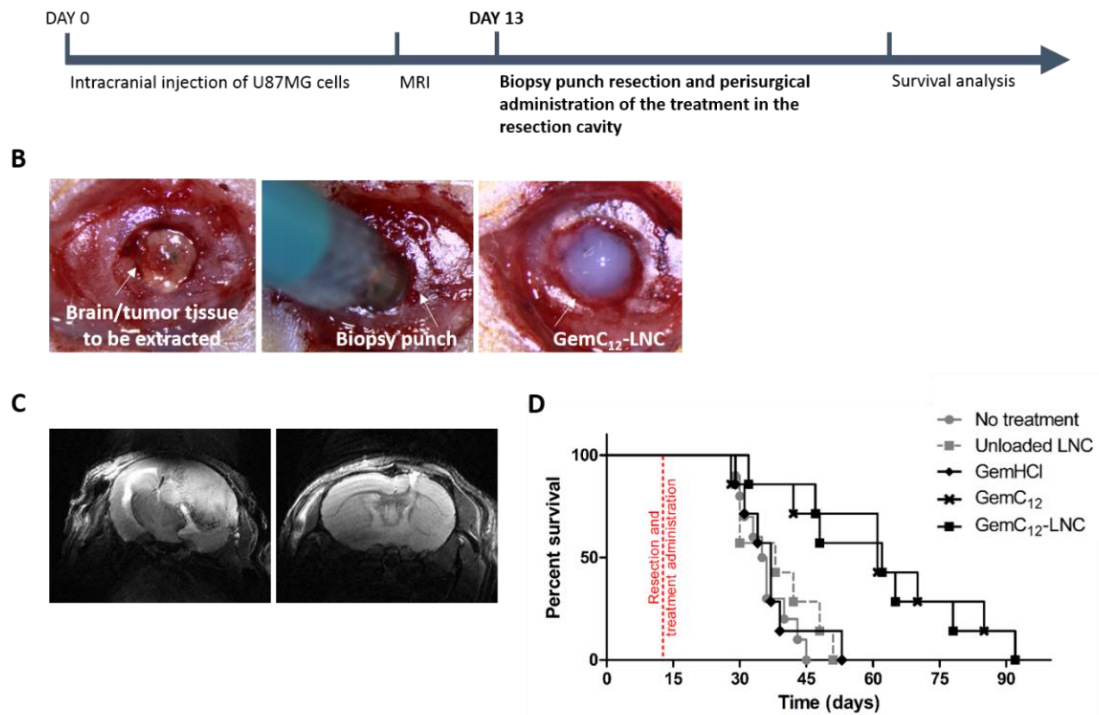 DAY 0
DAY 13
Intracranial injection of U87MG cells
MRI
Biopsy punch resection and perisurgical
administration of the treatment in the
resection cavity
Survival analysis
B
Brain/tumor tissue
to be extracted
Biopsy punch
GemC₁₂-LNC
C
D
No treatment
Unloaded LNC
GemHCl
GemC₁₂
GemC₁₂-LNC
Percent survival
100
50
0
Resection and
treatment administration
0
15
30
45
60
75
90
Time (days)